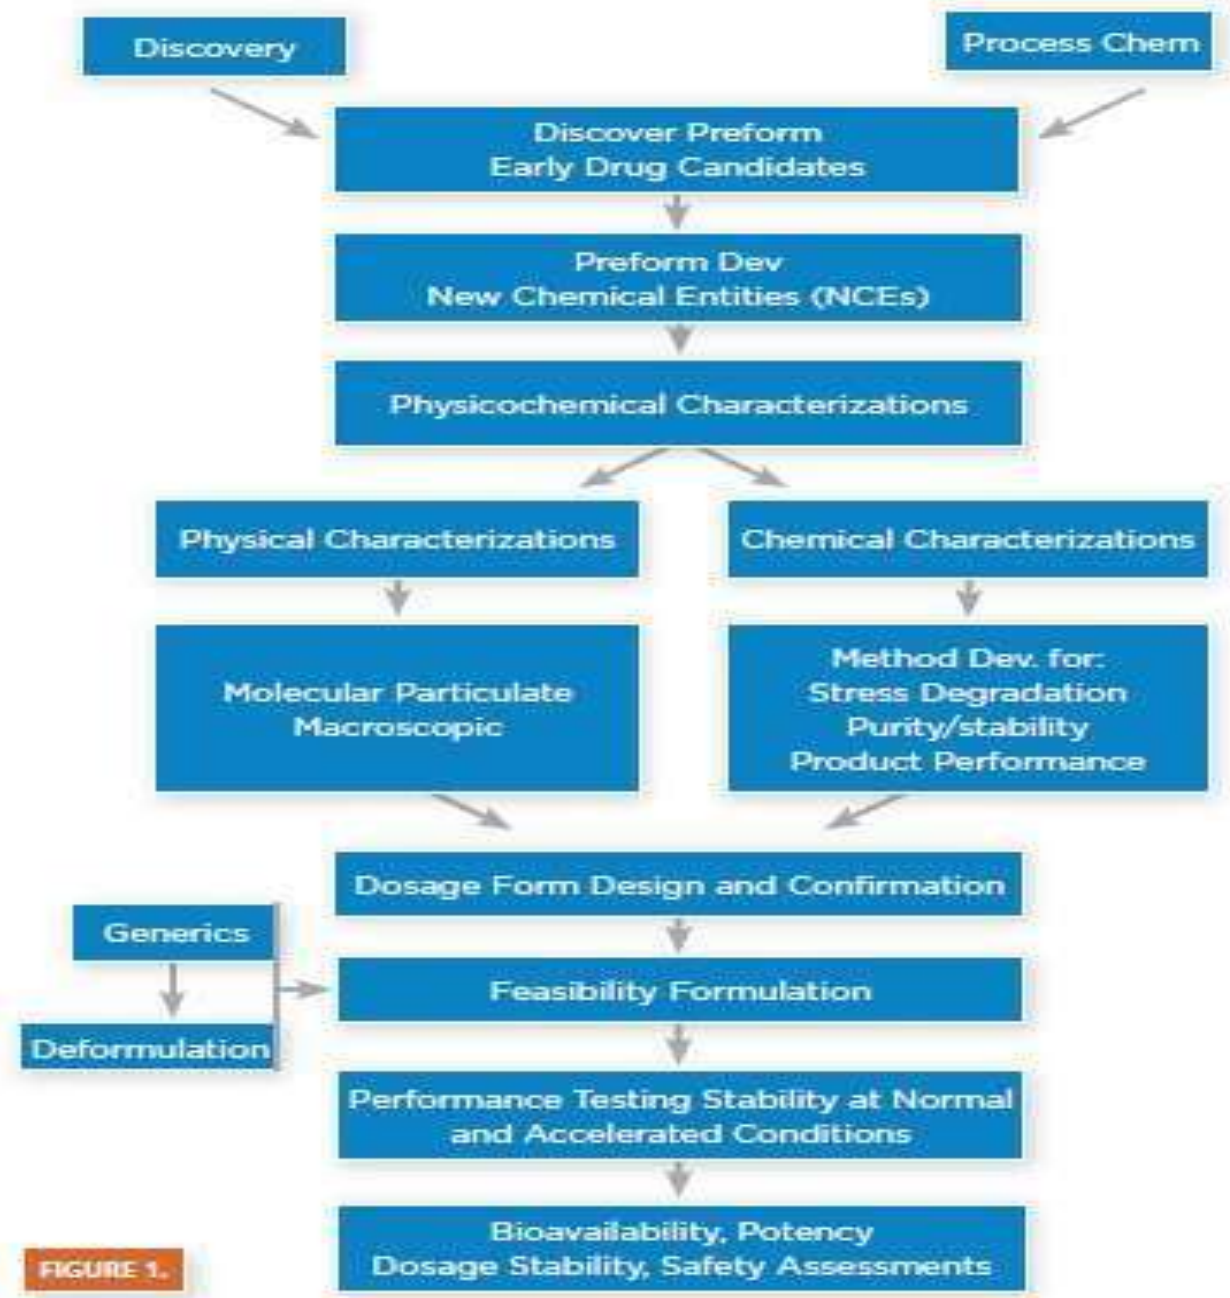 Discovery
Process Chem
Discover Preform
Early Drug Candidates
Preform Dev
New Chemical Entities (NCEs)
Physicochemical Characterizations
Physical Characterizations
Chemical Characterizations
Molecular Particulate
Macroscopic
Method Dev. for:
Stress Degradation
Purity/stability
Product Performance
Dosage Form Design and Confirmation
Generics
Feasibility Formulation
Deformulation
Performance Testing Stability at Normal
and Accelerated Conditions
Bioavailability, Potency
Dosage Stability, Safety Assessments
FIGURE 1.